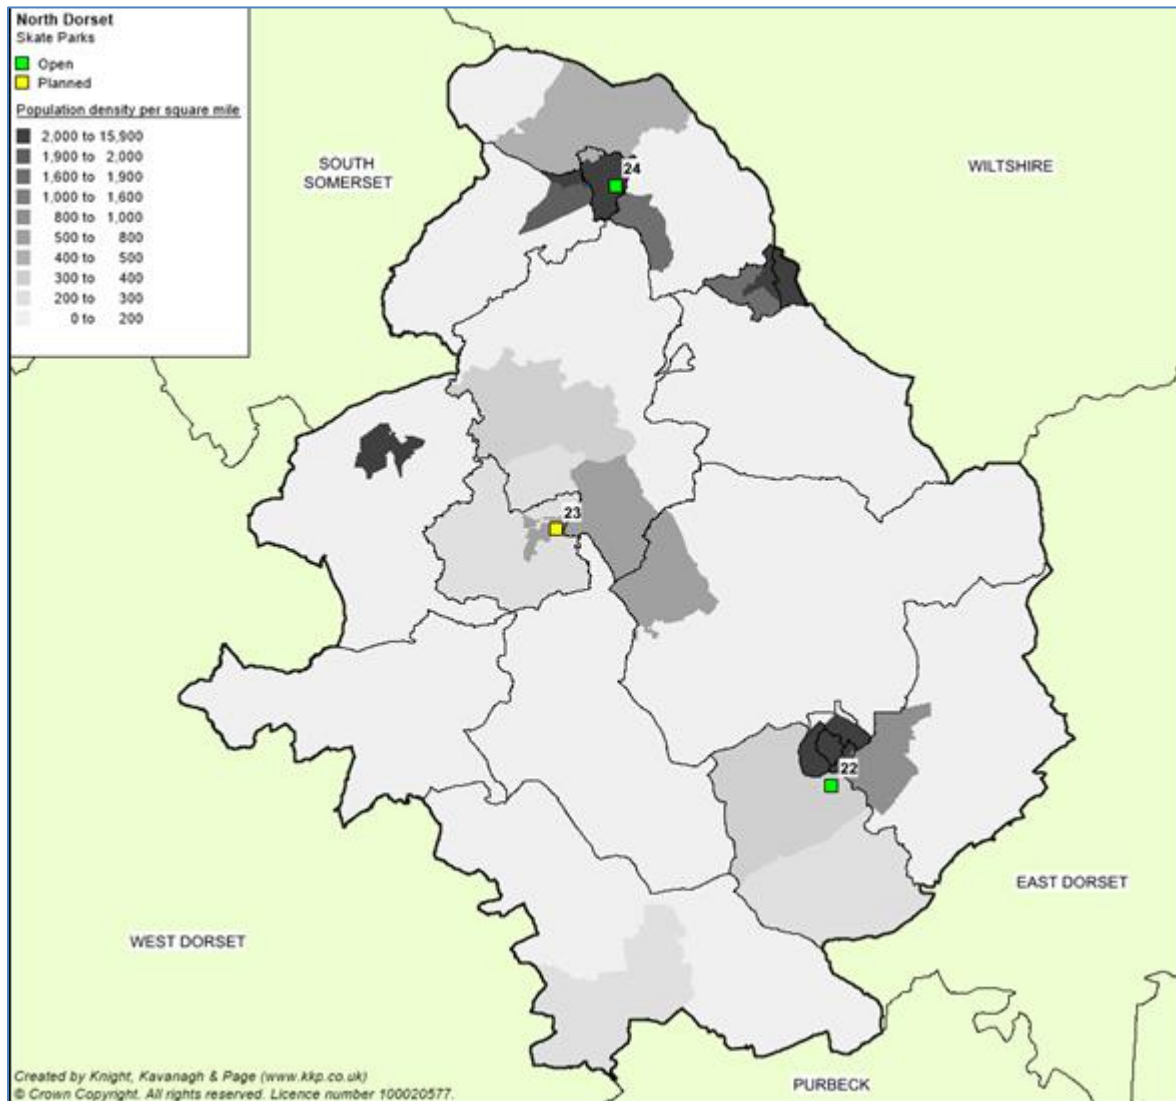 North Dorset
Skate Parks
Open
Planned
Population density per square mile
2,000 to 15,900
1,900 to 2,000
1,600 to 1,900
1,000 to 1,600
800 to 1,000
500 to 800
400 to 500
300 to 400
200 to 300
0 to 200
SOUTH
SOMERSET
WILTSHIRE
24
23
22
EAST DORSET
WEST DORSET
PURBECK
Created by Knight, Kavanagh & Page (www.kkp.co.uk)
© Crown Copyright. All rights reserved. Licence number 100020577.